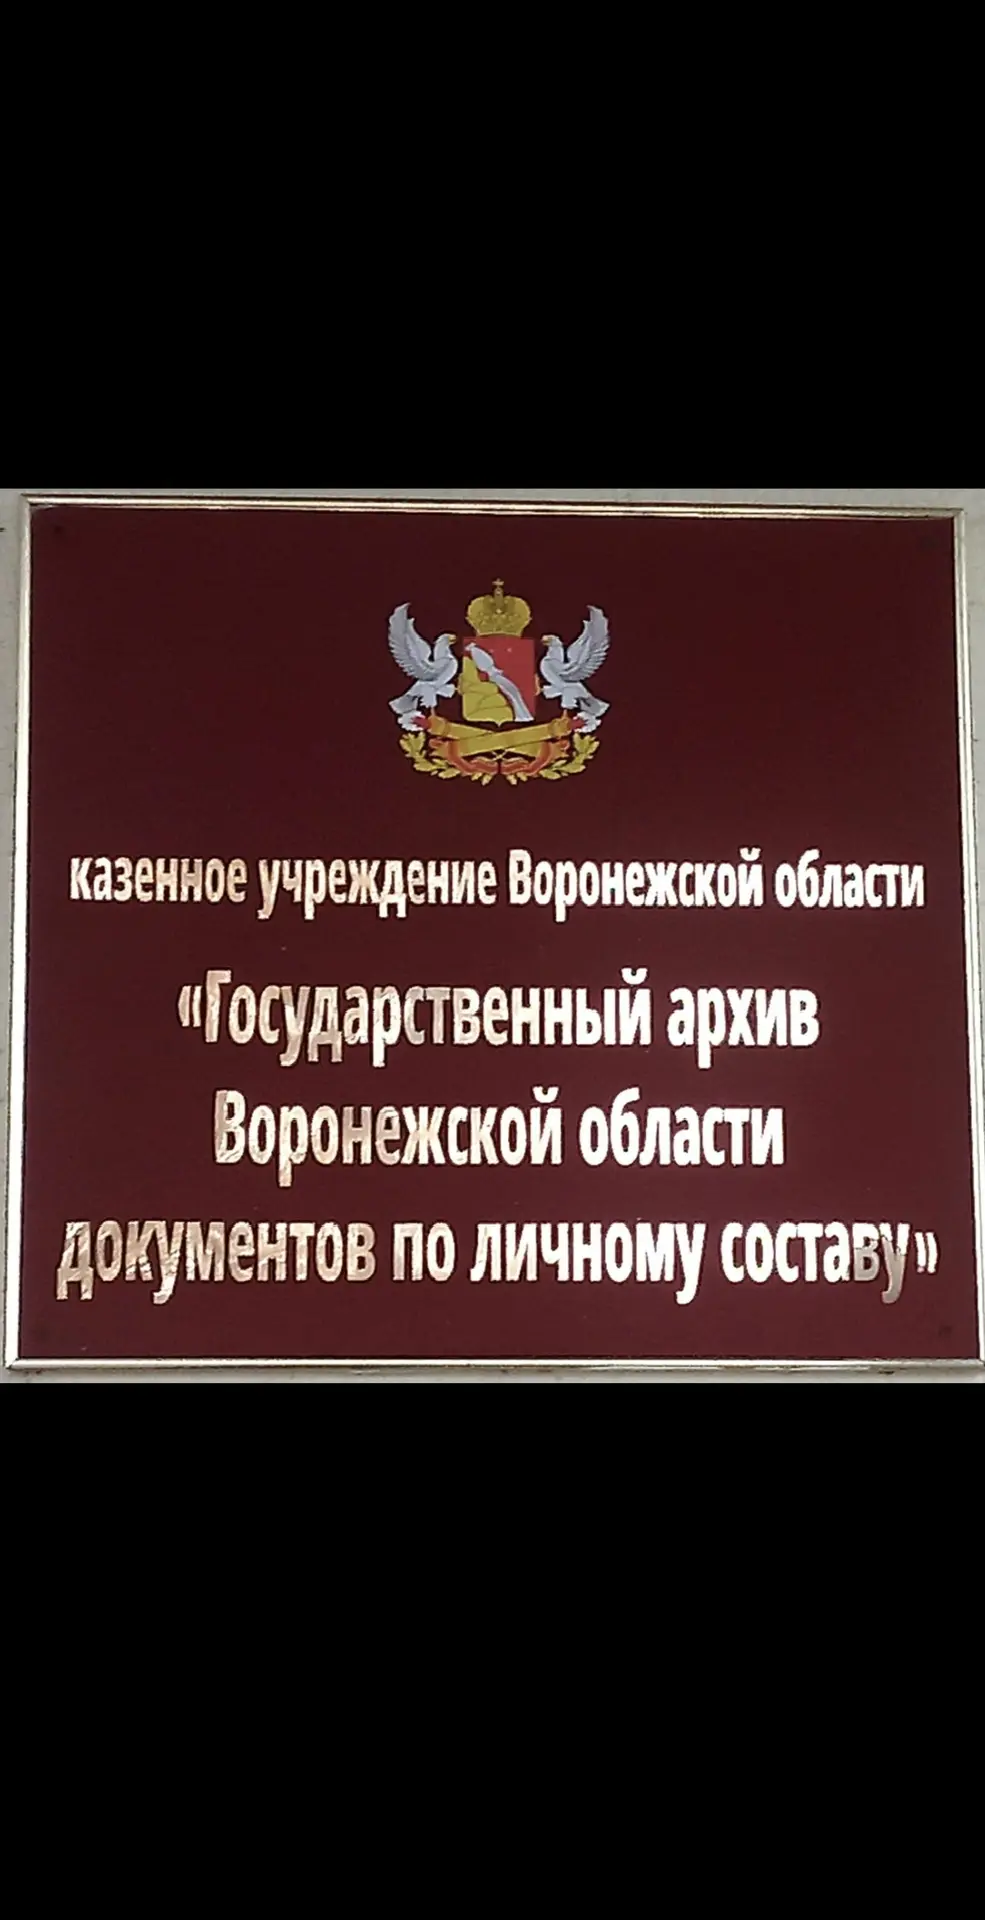 казенное учреждение Воронежской области
«Государственный архив
Воронежской области
документов по личному составу»